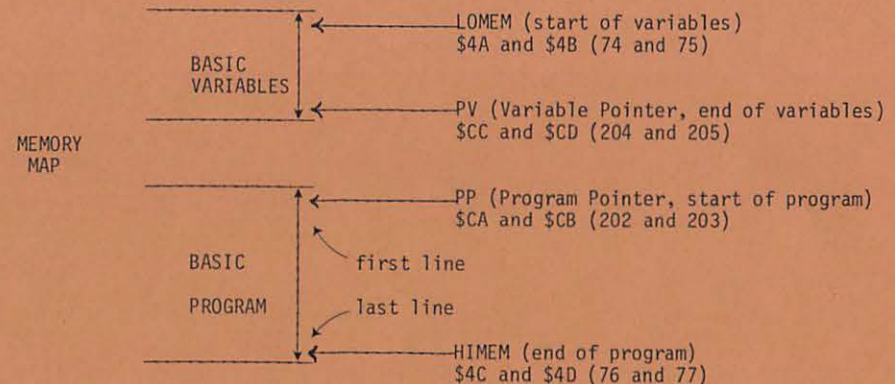 LOMEM (start of variables)
$4A and $4B (74 and 75)
BASIC
VARIABLES
PV (Variable Pointer, end of variables)
$CC and $CD (204 and 205)
MEMORY
MAP
PP (Program Pointer, start of program)
$CA and $CB (202 and 203)
BASIC
first line
PROGRAM
last line
HIMEM (end of program)
$4C and $4D (76 and 77)